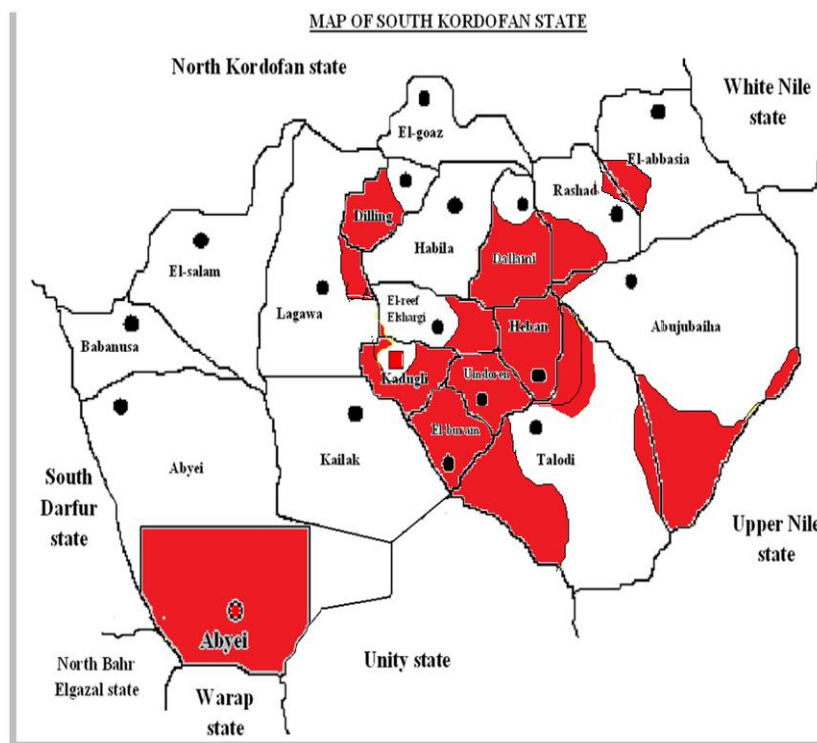 MAP OF SOUTH KORDOFAN STATE
North Kordofan state
White Nile
state
El-goaz
El-abbasia
Rashad
Dilling
Habila
Dallami
El-salam
Lagawa
El-reef
Elshargi
Heban
Abujubaiha
Babanusa
Kadugli
Umdoren
El-buram
Abyei
Kailak
Talodi
South
Darfur
state
Upper Nile
state
Abyei
Unity state
North Bahr
Elgazal state
Warap
state